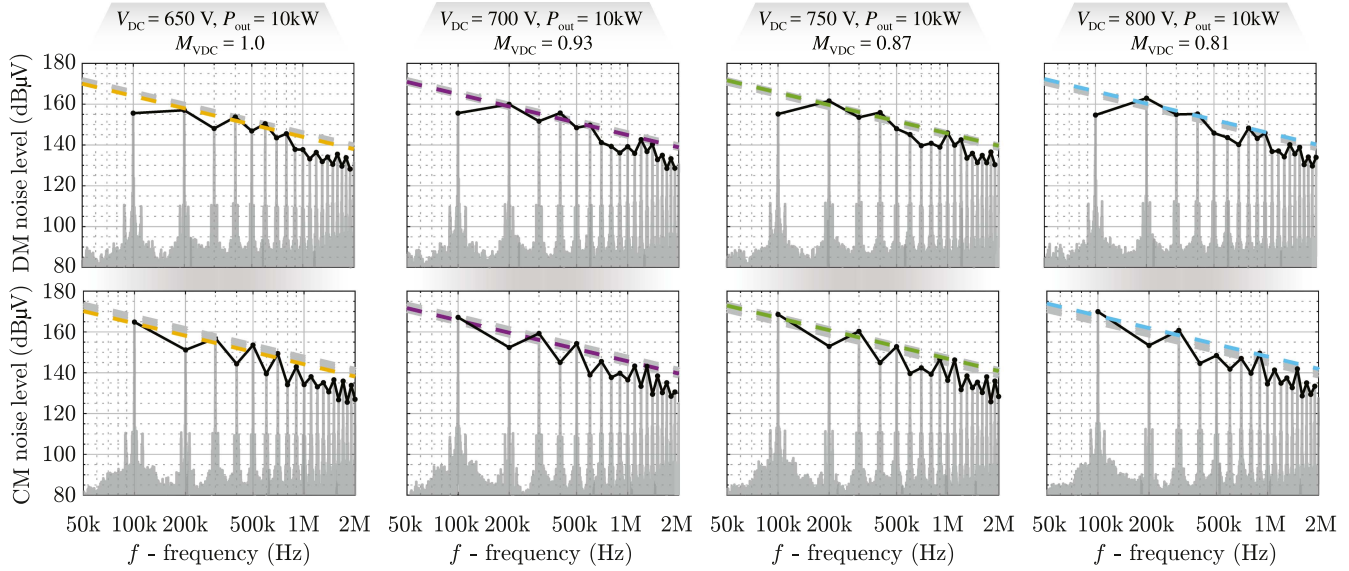 V_DC = 650 V, P_out = 10kW
M_VDC = 1.0
V_DC = 700 V, P_out = 10kW
M_VDC = 0.93
V_DC = 750 V, P_out = 10kW
M_VDC = 0.87
V_DC = 800 V, P_out = 10kW
M_VDC = 0.81
DM noise level (dBµV)
180
160
140
120
100
80
CM noise level (dBµV)
180
160
140
120
100
80
50k 100k 200k 500k 1M 2M
50k 100k 200k 500k 1M 2M
50k 100k 200k 500k 1M 2M
50k 100k 200k 500k 1M 2M
f - frequency (Hz)
f - frequency (Hz)
f - frequency (Hz)
f - frequency (Hz)